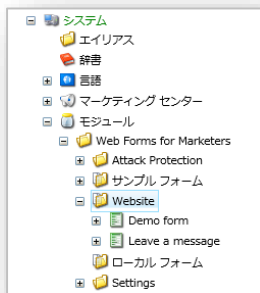 システム
エイリアス
辞書
言語
マーケティング センター
モジュール
Web Forms for Marketers
Attack Protection
サンプル フォーム
Website
Demo form
Leave a message
ローカル フォーム
Settings